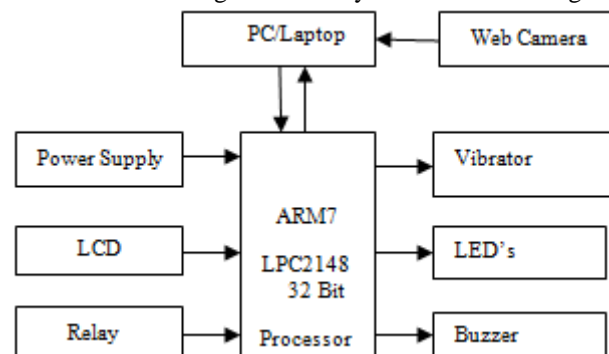 PC/Laptop
Web Camera
Power Supply
ARM7
LPC2148
32 Bit
Processor
Vibrator
LCD
LED's
Relay
Buzzer